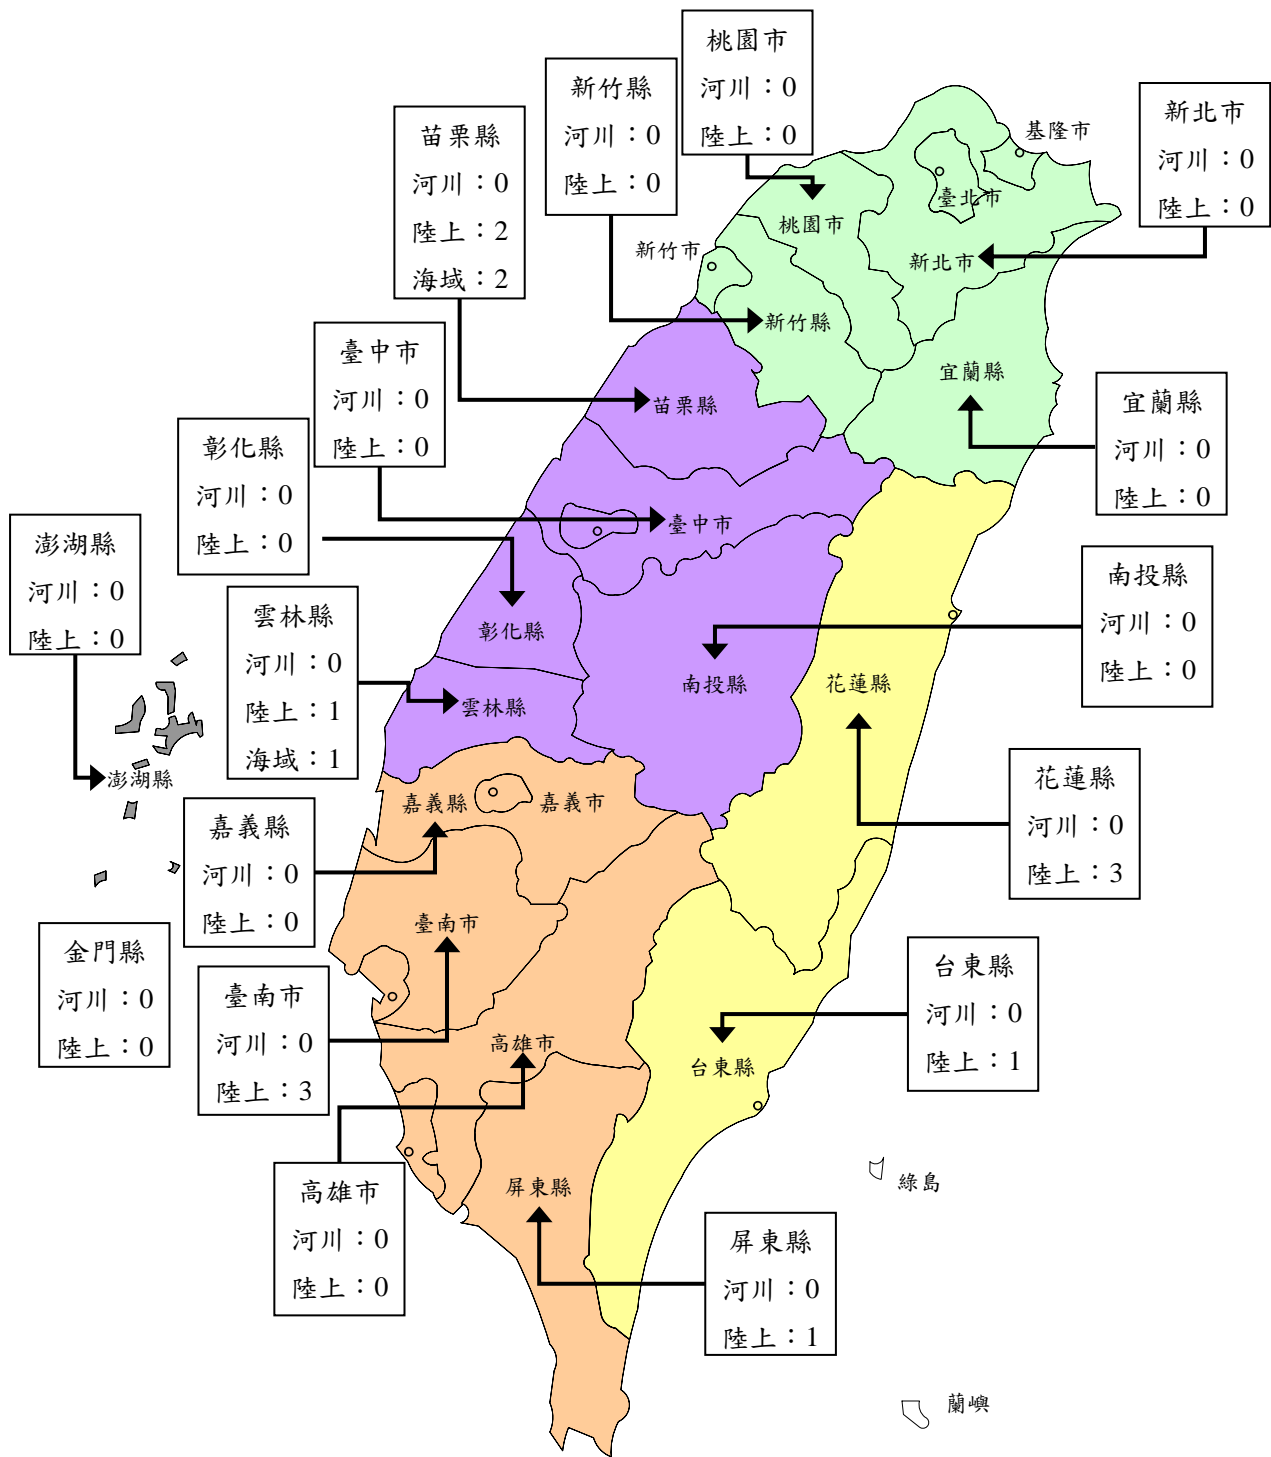 桃園市
河川：0
陸上：0
新竹縣
河川：0
陸上：0
新北市
河川：0
陸上：0
苗栗縣
河川：0
陸上：2
海域：2
基隆市
臺北市
桃園市
新北市
新竹市
新竹縣
臺中市
河川：0
陸上：0
宜蘭縣
宜蘭縣
河川：0
陸上：0
苗栗縣
彰化縣
河川：0
陸上：0
臺中市
澎湖縣
河川：0
陸上：0
南投縣
河川：0
陸上：0
雲林縣
河川：0
陸上：1
海域：1
彰化縣
南投縣
花蓮縣
雲林縣
澎湖縣
花蓮縣
河川：0
陸上：3
嘉義縣
嘉義市
嘉義縣
河川：0
陸上：0
臺南市
金門縣
河川：0
陸上：0
臺南市
河川：0
陸上：3
台東縣
河川：0
陸上：1
高雄市
台東縣
高雄市
河川：0
陸上：0
屏東縣
綠島
屏東縣
河川：0
陸上：1
蘭嶼